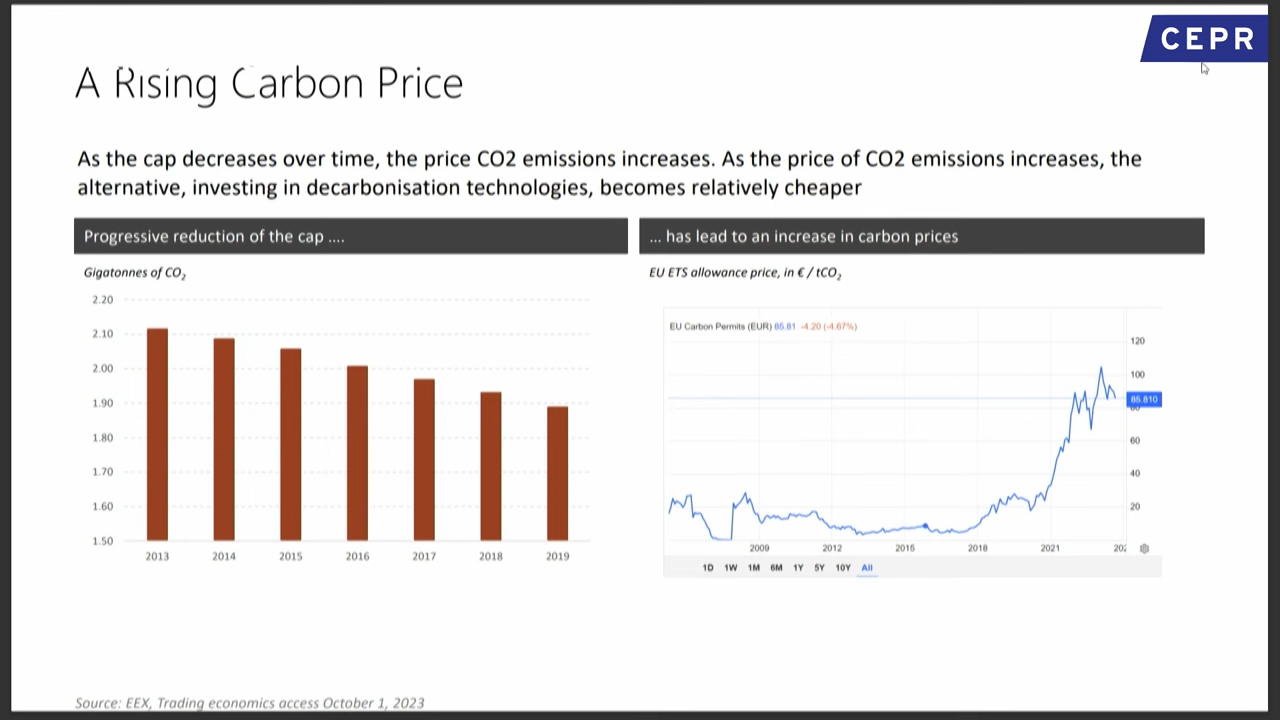 CEPR
A Rising Carbon Price
As the cap decreases over time, the price CO2 emissions increases. As the price of CO2 emissions increases, the
alternative, investing in decarbonisation technologies, becomes relatively cheaper
Progressive reduction of the cap ....
... has lead to an increase in carbon prices
Gigatonnes of CO2
EU ETS allowance price, in € / tCO2
2.20
2.10
2.00
1.90
1.80
1.70
1.60
1.50
2013 2014 2015 2016 2017 2018 2019
EU Carbon Permits (EUR) 85.81 -4.20 (-4.67%)
120
100
85.810
80
60
40
20
2009 2012 2015 2018 2021 202
1D 1W 1M 6M 1Y 5Y 10Y All
Source: EEX, Trading economics access October 1, 2023